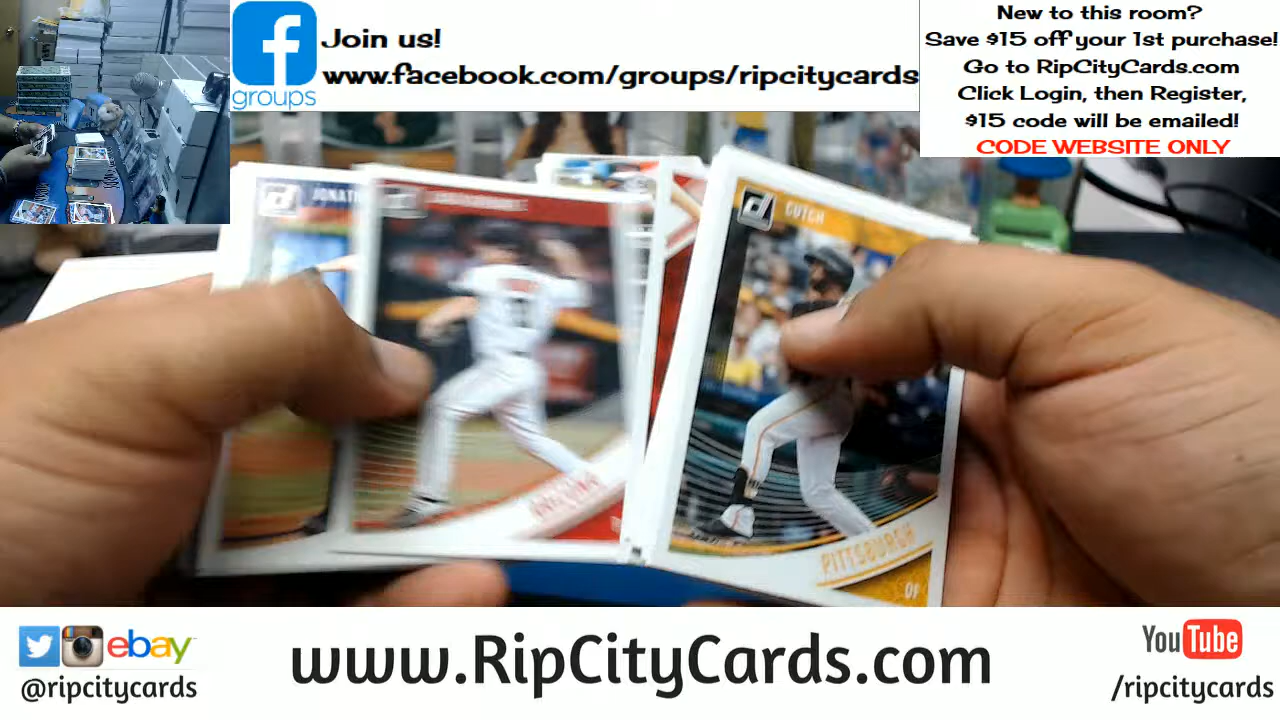 Join us!
www.facebook.com/groups/ripcitycards
groups
New to this room?
Save $15 off your 1st purchase!
Go to RipCityCards.com
Click Login, then Register,
$15 code will be emailed!
CODE WEBSITE ONLY
GUTCH
PITTSBURGH
OF
ebay
@ripcitycards
www.RipCityCards.com
YouTube
/ripcitycards